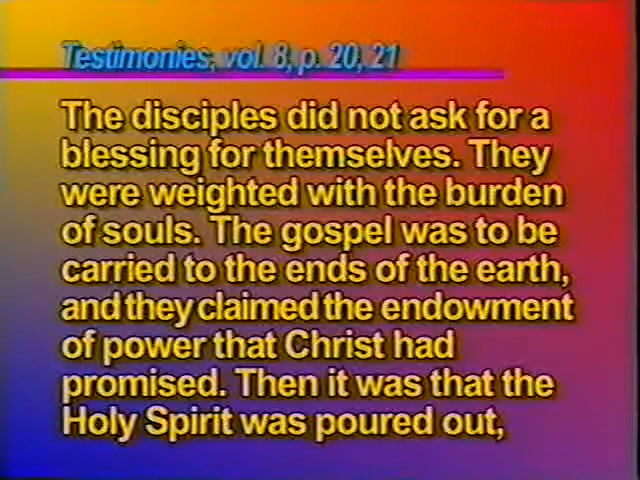 Testimonies, vol. 8, p. 20, 21
The disciples did not ask for a
blessing for themselves. They
were weighted with the burden
of souls. The gospel was to be
carried to the ends of the earth,
and they claimed the endowment
of power that Christ had
promised. Then it was that the
Holy Spirit was poured out,